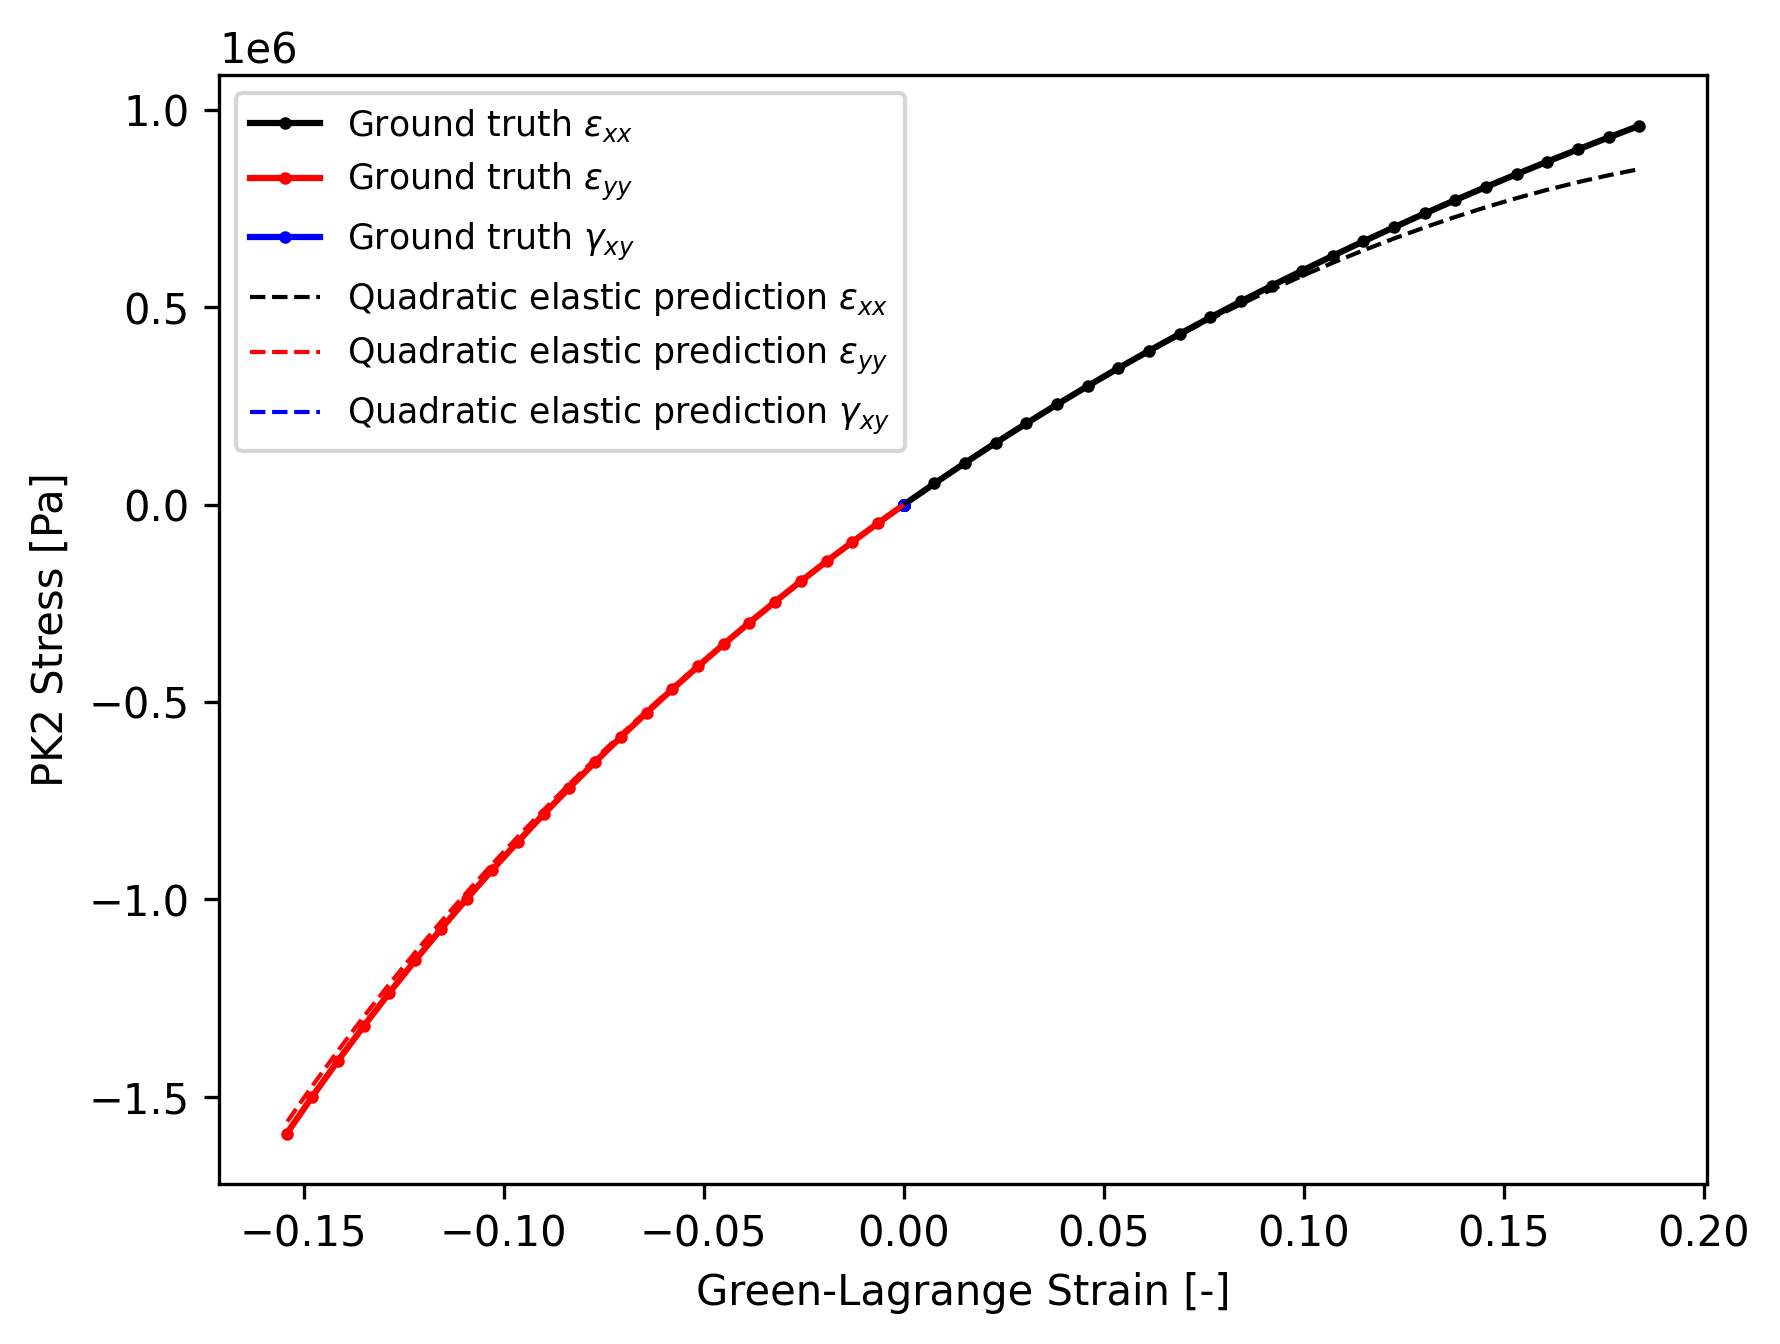 1e6
1.0
0.5
0.0
−0.5
−1.0
−1.5
PK2 Stress [Pa]
Ground truth εxx
Ground truth εyy
Ground truth γxy
Quadratic elastic prediction εxx
Quadratic elastic prediction εyy
Quadratic elastic prediction γxy
−0.15 −0.10 −0.05 0.00 0.05 0.10 0.15 0.20
Green-Lagrange Strain [-]